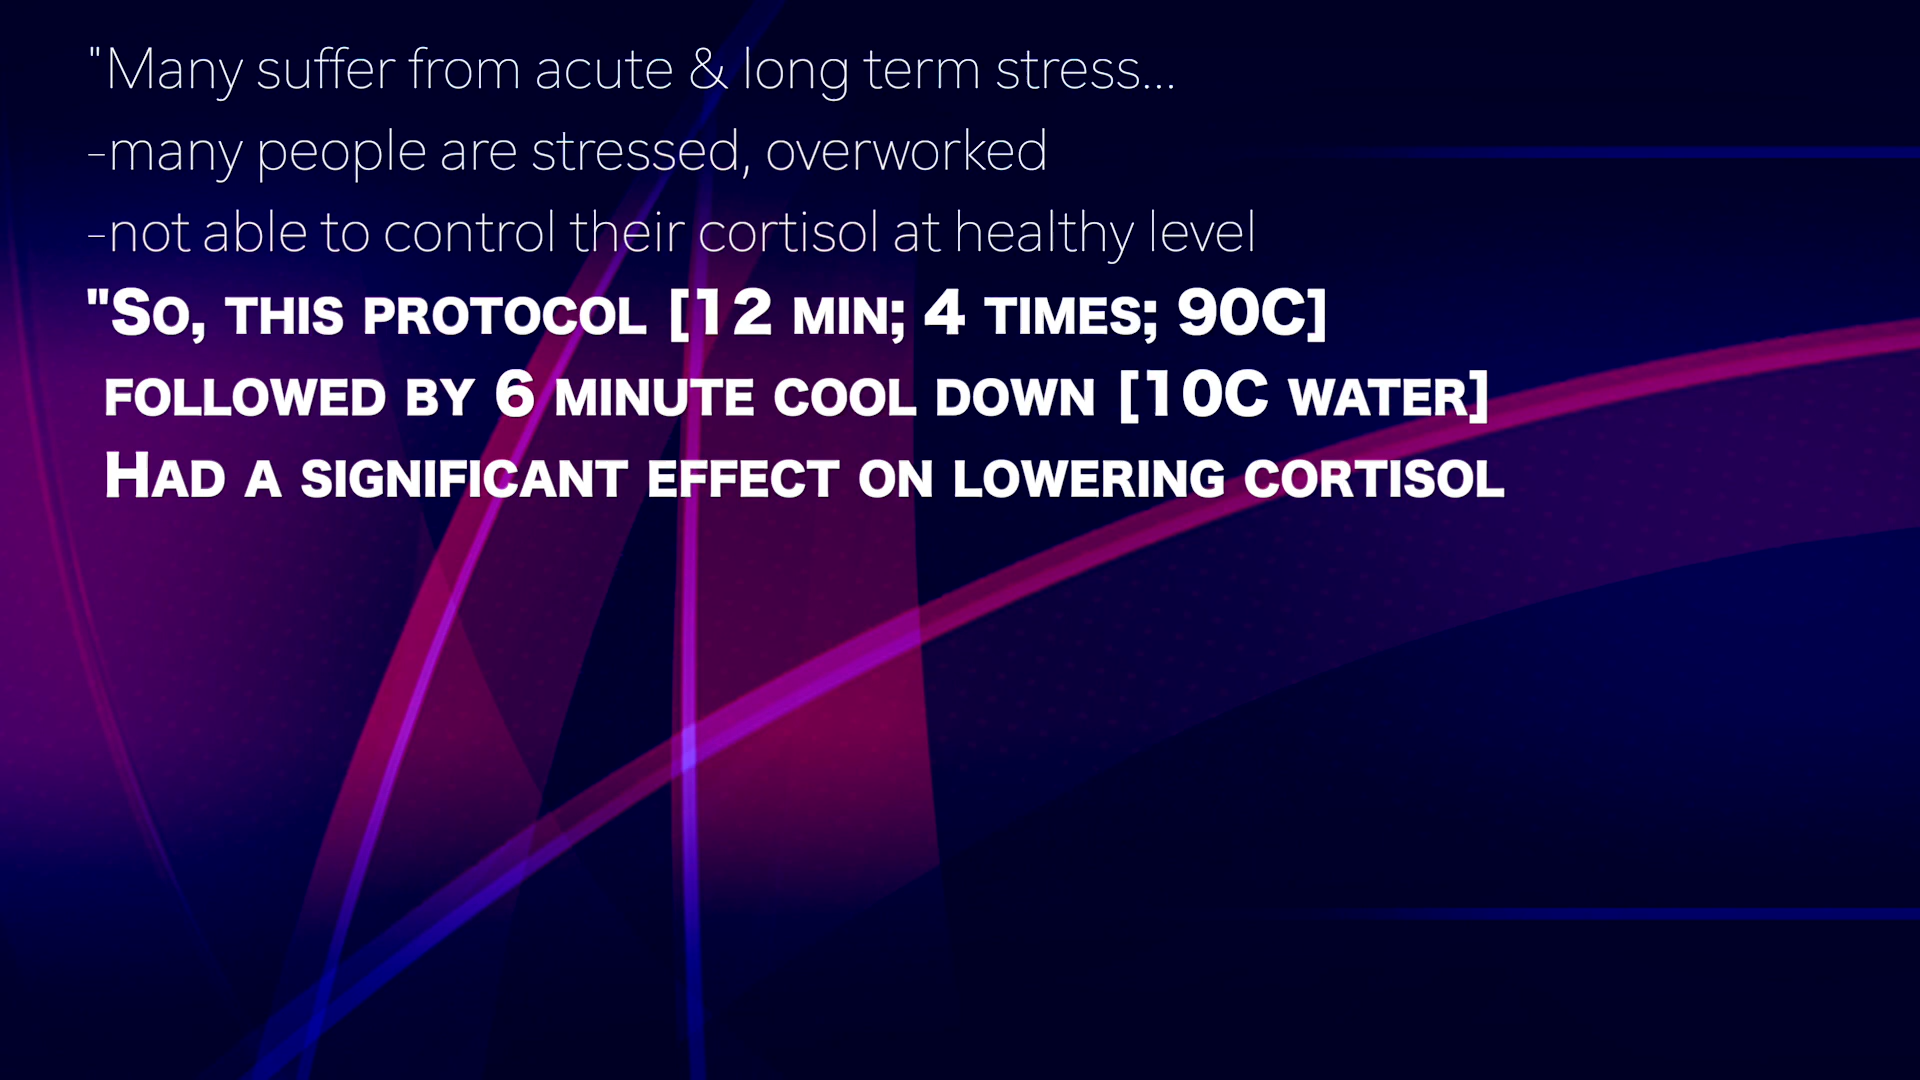 "Many suffer from acute & long term stress...
-many people are stressed, overworked
-not able to control their cortisol at healthy level
"So, this protocol [12 min; 4 times; 90C]
followed by 6 minute cool down [10C water]
Had a significant effect on lowering cortisol